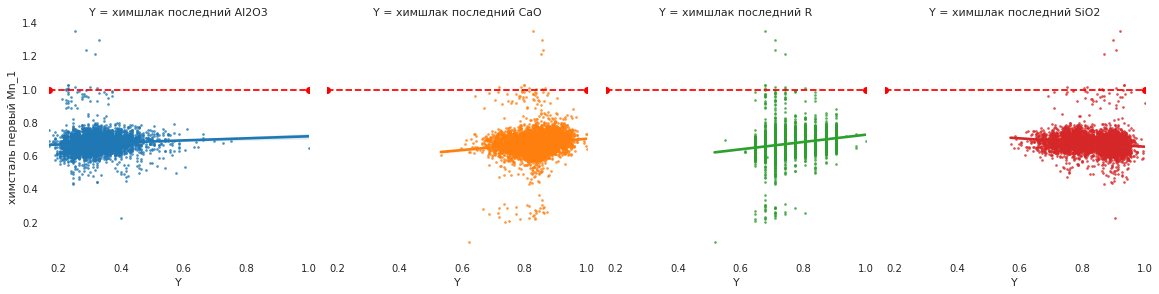 Y = химшлак последний Al2O3
Y = химшлак последний CaO
Y = химшлак последний R
Y = химшлак последний SiO2
химсталь первый Mn_1
1.4
1.2
1.0
0.8
0.6
0.4
0.2
0.2 0.4 0.6 0.8 1.0
0.2 0.4 0.6 0.8 1.0
0.2 0.4 0.6 0.8 1.0
0.2 0.4 0.6 0.8 1.0
Y
Y
Y
Y